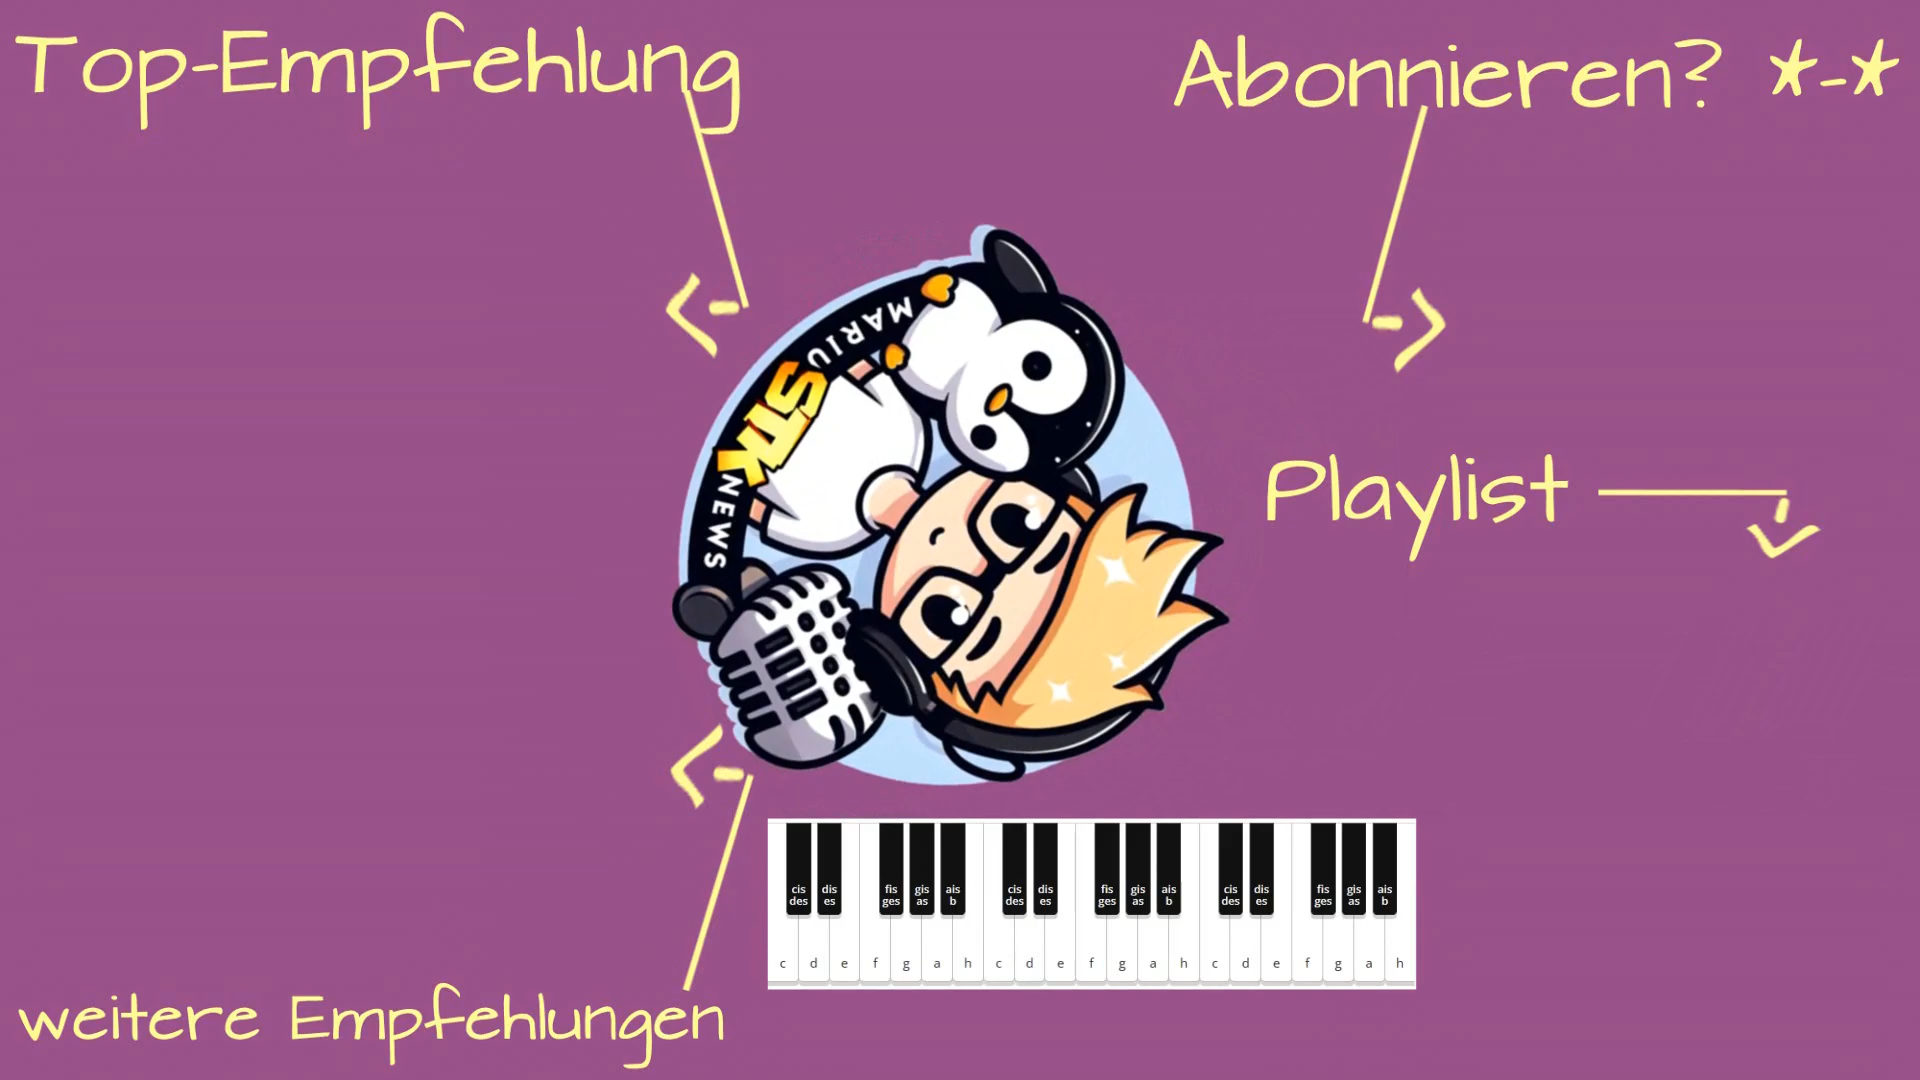 Top-Empfehlung
Abonnieren? *-*
MARIUS
STK
NEWS
Playlist
cis dis fis gis ais cis dis fis gis ais cis dis fis gis ais
des es ges as b des es ges as b des es ges as b
c d e f g a h c d e f g a h c d e f g a h
weitere Empfehlungen